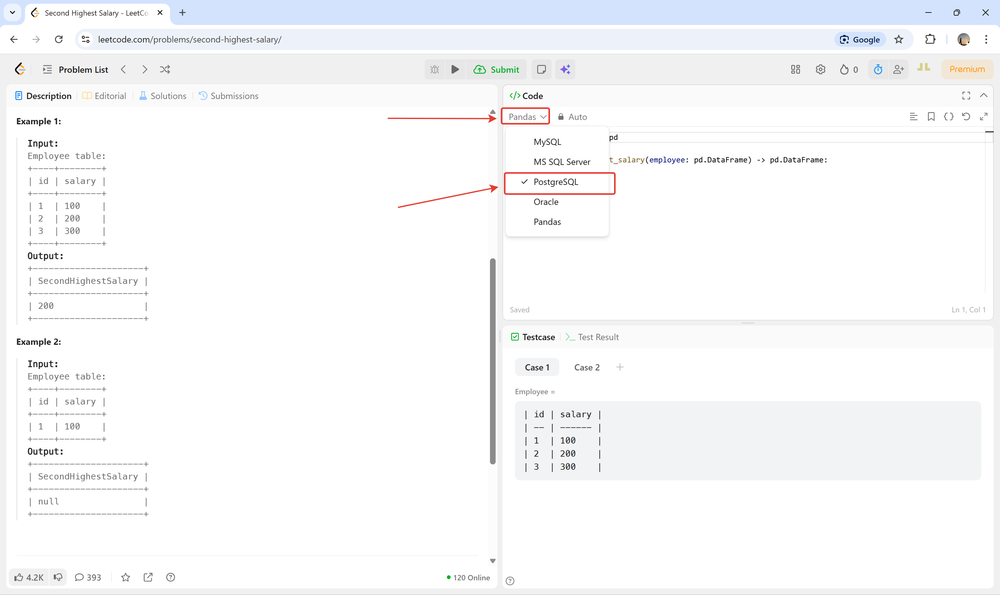 Second Highest Salary - LeetCo
leetcode.com/problems/second-highest-salary/
Google
Problem List
Submit
0
Premium
Description
Editorial
Solutions
Submissions
Example 1:
Input:
Employee table:
+----+--------+
| id | salary |
+----+--------+
| 1  | 100    |
| 2  | 200    |
| 3  | 300    |
+----+--------+
Output:
+---------------------+
| SecondHighestSalary |
+---------------------+
| 200                 |
+---------------------+
Example 2:
Input:
Employee table:
+----+--------+
| id | salary |
+----+--------+
| 1  | 100    |
+----+--------+
Output:
+---------------------+
| SecondHighestSalary |
+---------------------+
| null                |
+---------------------+
4.2K
393
120 Online
Code
Pandas
Auto
MySQL
MS SQL Server
PostgreSQL
Oracle
Pandas
pd
t_salary(employee: pd.DataFrame) -> pd.DataFrame:
Saved
Ln 1, Col 1
Testcase
Test Result
Case 1
Case 2
Employee =
| id | salary |
| -- | ------ |
| 1  | 100    |
| 2  | 200    |
| 3  | 300    |